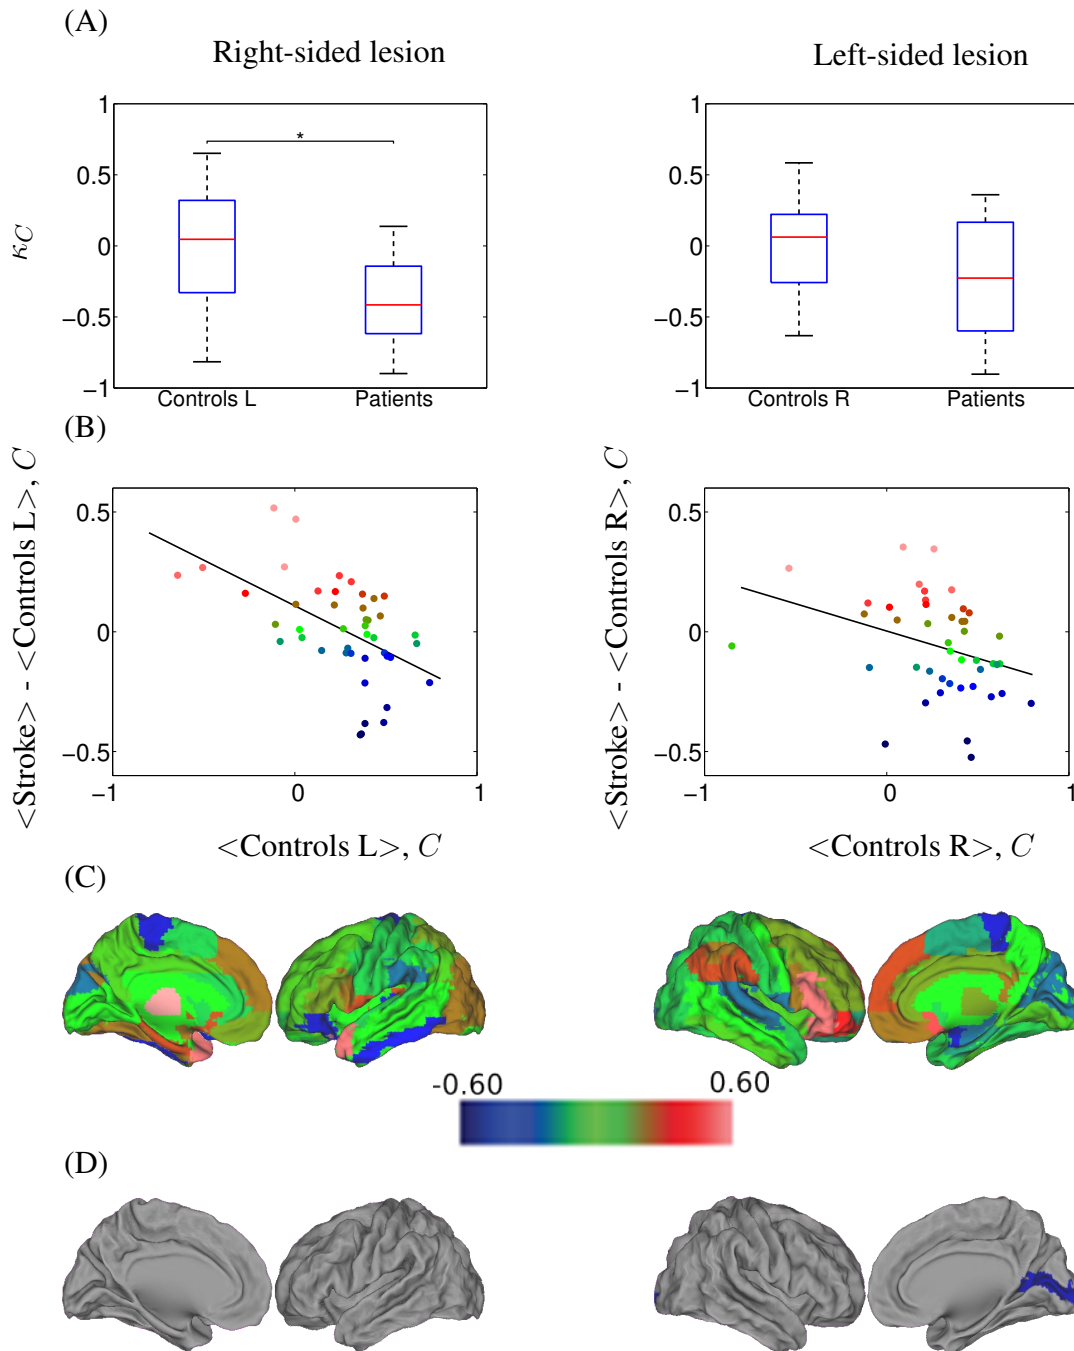 (A)
Right-sided lesion
Left-sided lesion
1
0.5
0
−0.5
−1
κC
*
Controls L
Patients
1
0.5
0
−0.5
−1
Controls R
Patients
(B)
<Stroke> - <Controls L>, C
0.5
0
−0.5
−1
0
1
<Controls L>, C
<Stroke> - <Controls R>, C
0.5
0
−0.5
−1
0
1
<Controls R>, C
(C)
-0.60
0.60
(D)